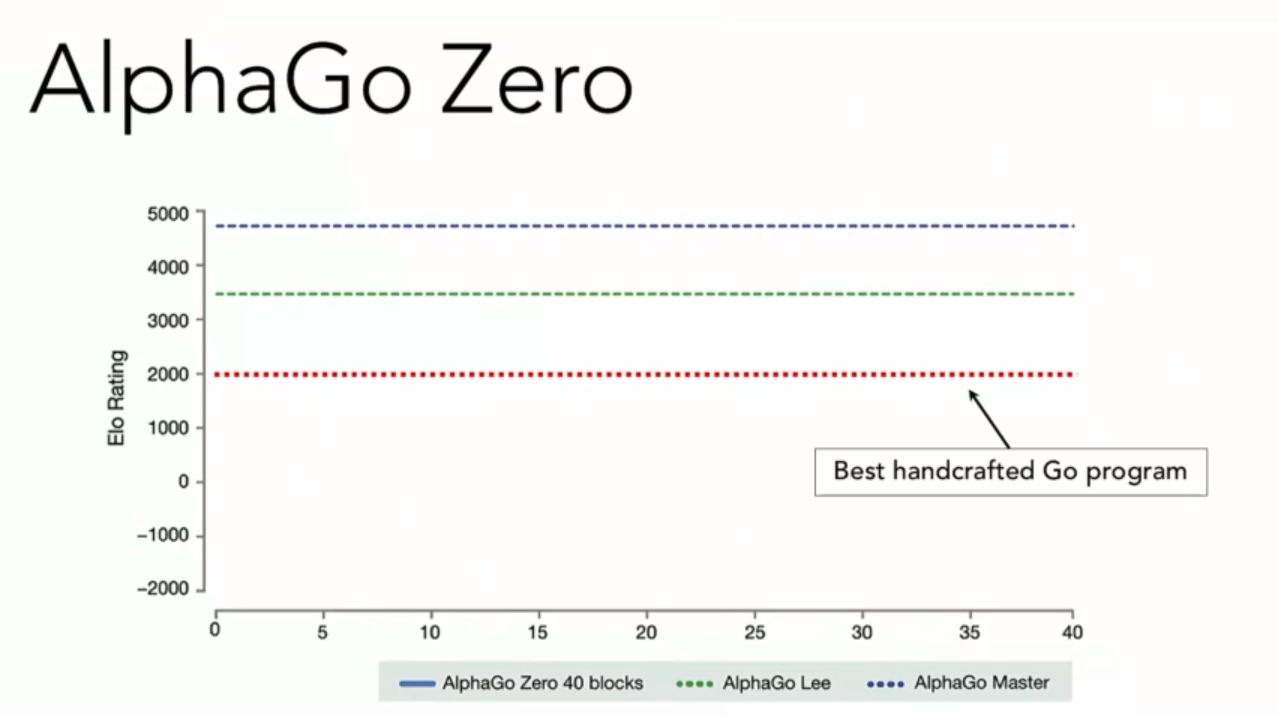 AlphaGo Zero
5000
4000
3000
2000
1000
0
−1000
−2000
Elo Rating
Best handcrafted Go program
0 5 10 15 20 25 30 35 40
AlphaGo Zero 40 blocks AlphaGo Lee AlphaGo Master